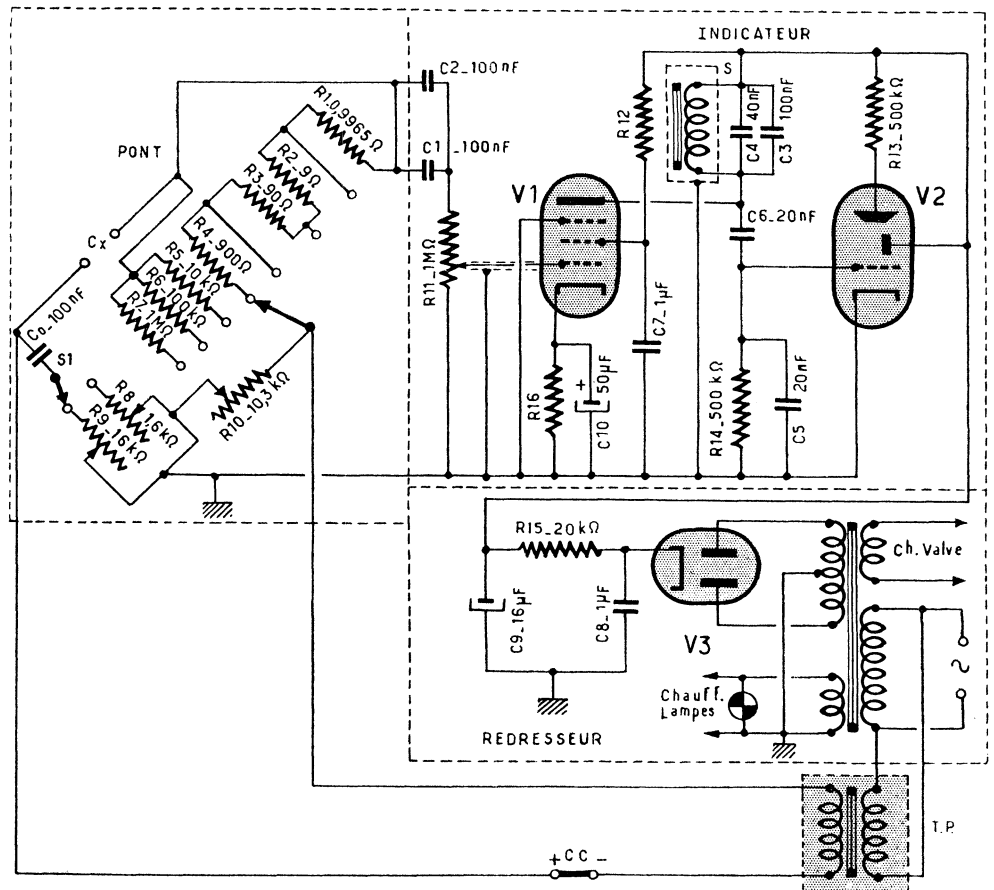 INDICATEUR
PONT
C2_100nF
C1_100nF
R1.0,9965Ω
R2_9Ω
R3_90Ω
R4_900Ω
R5_10kΩ
R6_100kΩ
R7_1MΩ
Cx
Co_100nF
S1
R8
1,6kΩ
R9_16kΩ
R10_10,3kΩ
R11_1MΩ
V1
R12
S
C4 40nF
C3 100nF
R13_500kΩ
V2
C6_20nF
C7_1µF
R16
+
50µF
C10
R14_500kΩ
C5 20nF
R15_20kΩ
C9_16µF
C8_1µF
V3
Ch.Valve
Chauff.
Lampes
REDRESSEUR
T.P.
+ CC -